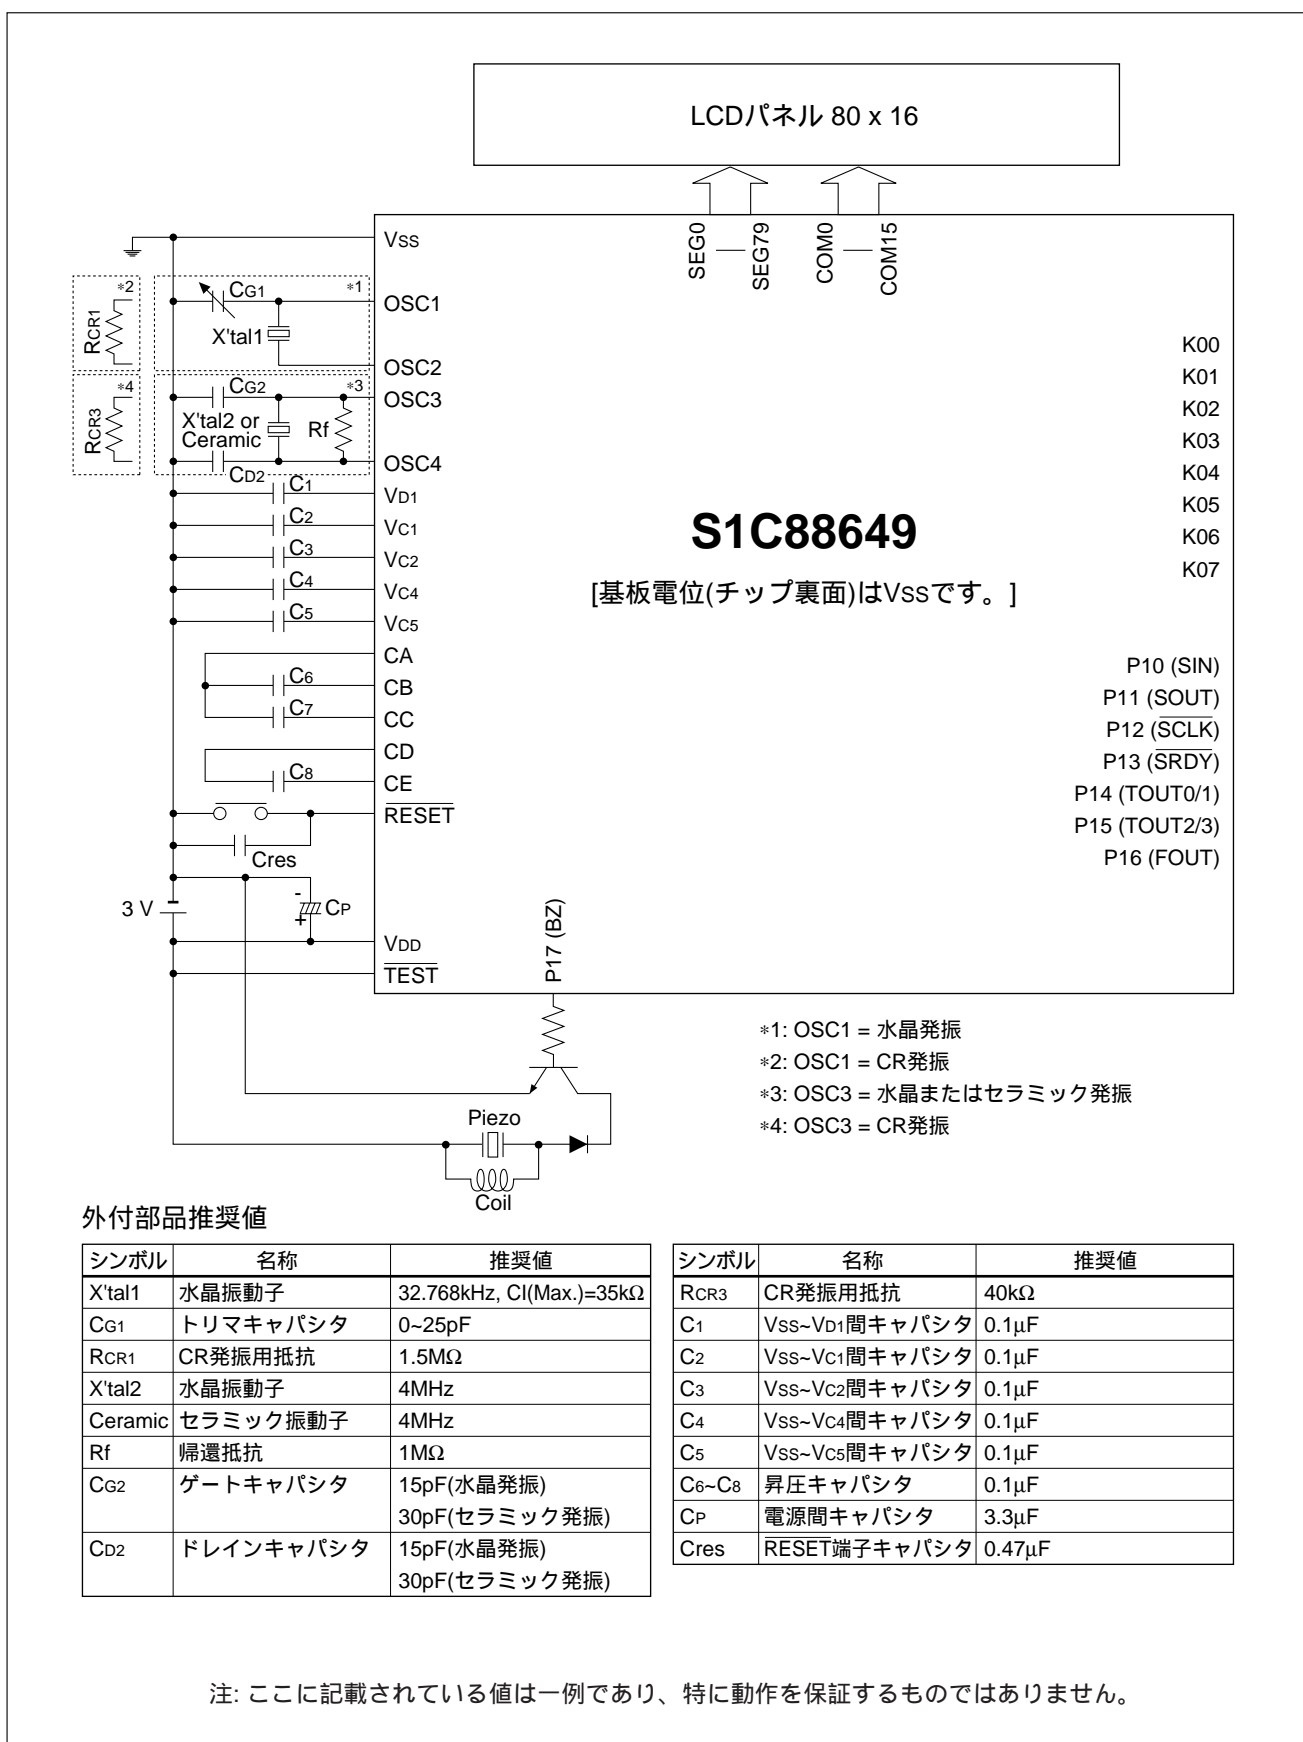 LCDパネル 80 x 16
SEG0
SEG79
COM0
COM15
VSS
*2
RCR1
CG1
*1
X'tal1
OSC1
OSC2
*4
RCR3
CG2
*3
X'tal2 or
Ceramic
Rf
CD2
OSC3
OSC4
C1
VD1
C2
VC1
C3
VC2
C4
VC4
C5
VC5
CA
C6
CB
C7
CC
CD
C8
CE
RESET
Cres
3 V
-
+
CP
VDD
TEST
S1C88649
[基板電位(チップ裏面)はVSSです。]
K00
K01
K02
K03
K04
K05
K06
K07
P10 (SIN)
P11 (SOUT)
P12 (SCLK)
P13 (SRDY)
P14 (TOUT0/1)
P15 (TOUT2/3)
P16 (FOUT)
P17 (BZ)
*1: OSC1 = 水晶発振
*2: OSC1 = CR発振
*3: OSC3 = 水晶またはセラミック発振
*4: OSC3 = CR発振
Piezo
Coil
外付部品推奨値
シンボル 名称 推奨値
X'tal1 水晶振動子 32.768kHz, CI(Max.)=35kΩ
CG1 トリマキャパシタ 0~25pF
RCR1 CR発振用抵抗 1.5MΩ
X'tal2 水晶振動子 4MHz
Ceramic セラミック振動子 4MHz
Rf 帰還抵抗 1MΩ
CG2 ゲートキャパシタ 15pF(水晶発振)
30pF(セラミック発振)
CD2 ドレインキャパシタ 15pF(水晶発振)
30pF(セラミック発振)
シンボル 名称 推奨値
RCR3 CR発振用抵抗 40kΩ
C1 VSS~VD1間キャパシタ 0.1μF
C2 VSS~VC1間キャパシタ 0.1μF
C3 VSS~VC2間キャパシタ 0.1μF
C4 VSS~VC4間キャパシタ 0.1μF
C5 VSS~VC5間キャパシタ 0.1μF
C6~C8 昇圧キャパシタ 0.1μF
CP 電源間キャパシタ 3.3μF
Cres RESET端子キャパシタ 0.47μF
注: ここに記載されている値は一例であり、特に動作を保証するものではありません。